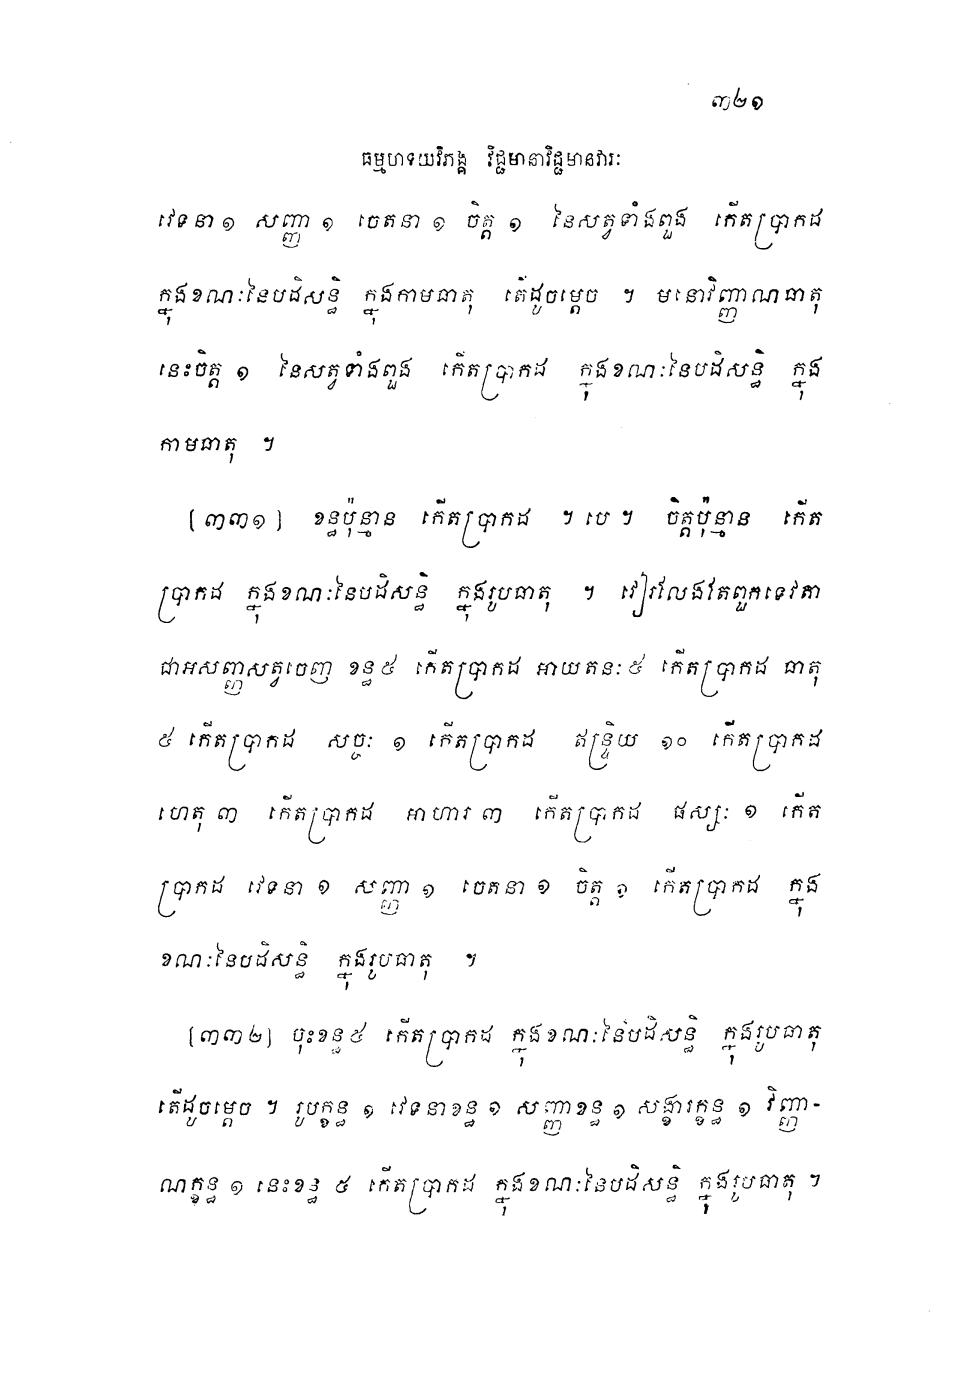 ៣២១
ធម្មហទយវិភង្គ វិជ្ជមានាវិជ្ជមានវារៈ
វេទនា ១ សញ្ញា ១ ចេតនា ១ ចិត្ត ១ នៃសត្វទាំងពួង កើតប្រាកដ
ក្នុងខណៈនៃបដិសន្ធិ ក្នុងកាមធាតុ តើដូចម្តេច ។ មនោវិញ្ញាណធាតុ
នេះចិត្ត ១ នៃសត្វទាំងពួង កើតប្រាកដ ក្នុងខណៈនៃបដិសន្ធិ ក្នុង
កាមធាតុ ។
[៣៣១] ខន្ធប៉ុន្មាន កើតប្រាកដ ។ បេ ។ ចិត្តប៉ុន្មាន កើត
ប្រាកដ ក្នុងខណៈនៃបដិសន្ធិ ក្នុងរូបធាតុ ។ វៀរលែងតែពួកទេវតា
ជាអសញ្ញសត្វចេញ ខន្ធ ៥ កើតប្រាកដ អាយតនៈ ៥ កើតប្រាកដ ធាតុ
៥ កើតប្រាកដ សច្ចៈ ១ កើតប្រាកដ ឥន្ទ្រិយ ១០ កើតប្រាកដ
ហេតុ ៣ កើតប្រាកដ អាហារ ៣ កើតប្រាកដ ផស្សៈ ១ កើត
ប្រាកដ វេទនា ១ សញ្ញា ១ ចេតនា ១ ចិត្ត ១ កើតប្រាកដ ក្នុង
ខណៈនៃបដិសន្ធិ ក្នុងរូបធាតុ ។
[៣៣២] បុះខន្ធ ៥ កើតប្រាកដ ក្នុងខណៈនៃបដិសន្ធិ ក្នុងរូបធាតុ
តើដូចម្តេច ។ រូបក្ខន្ធ ១ វេទនាខន្ធ ១ សញ្ញាខន្ធ ១ សង្ខារក្ខន្ធ ១ វិញ្ញា-
ណក្ខន្ធ ១ នេះខន្ធ ៥ កើតប្រាកដ ក្នុងខណៈនៃបដិសន្ធិ ក្នុងរូបធាតុ ។